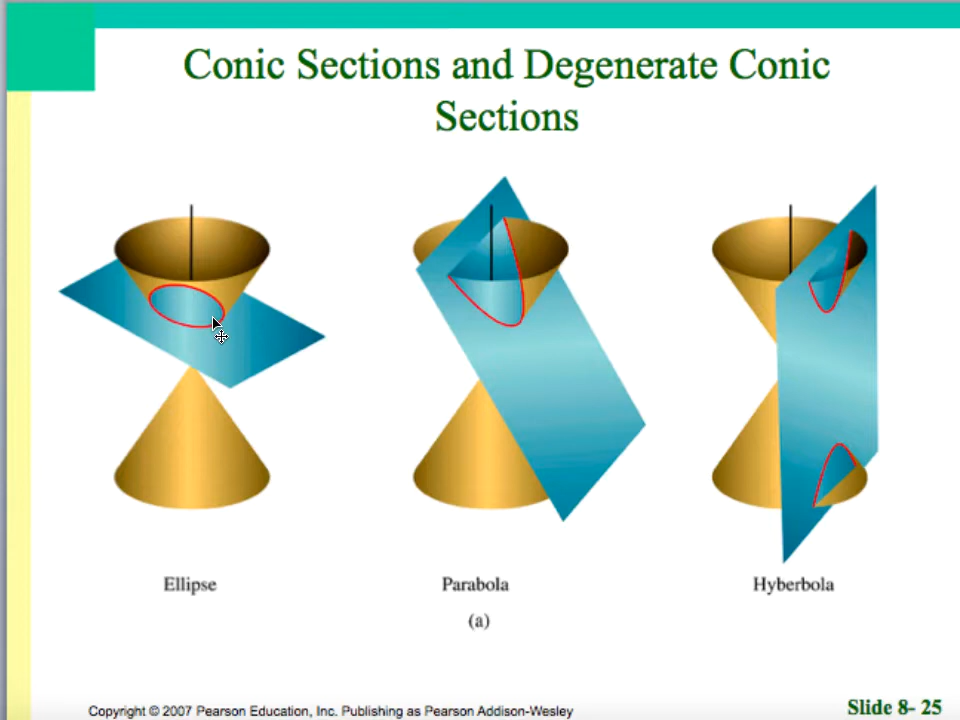 Conic Sections and Degenerate Conic
Sections
Ellipse
Parabola
Hyberbola
(a)
Copyright © 2007 Pearson Education, Inc. Publishing as Pearson Addison-Wesley
Slide 8- 25